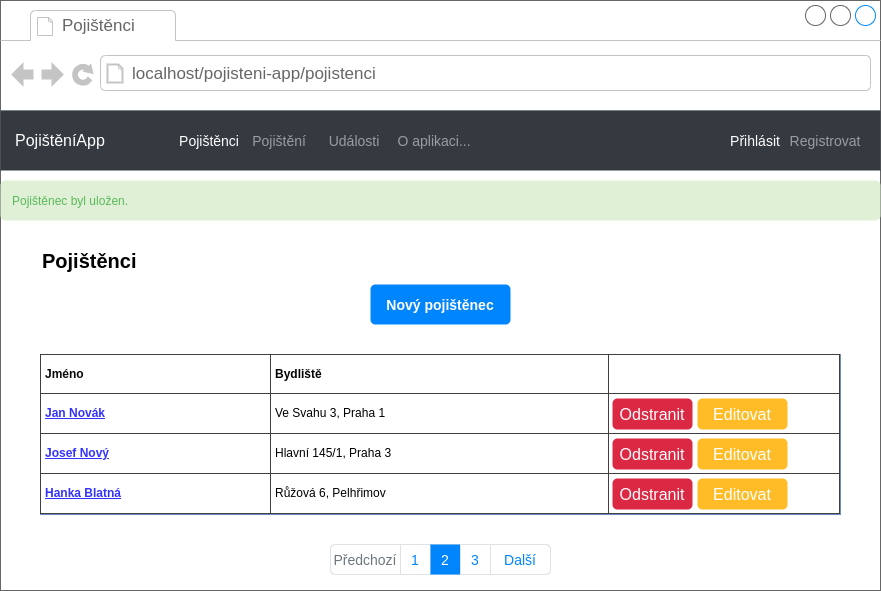 Pojištěnci
localhost/pojisteni-app/pojistenci
PojištěníApp Pojištěnci Pojištění Události O aplikaci... Přihlásit Registrovat
Pojištěnec byl uložen.
Pojištěnci
Nový pojištěnec
Jméno Bydliště
Jan Novák Ve Svahu 3, Praha 1 Odstranit Editovat
Josef Nový Hlavní 145/1, Praha 3 Odstranit Editovat
Hanka Blatná Růžová 6, Pelhřimov Odstranit Editovat
Předchozí 1 2 3 Další